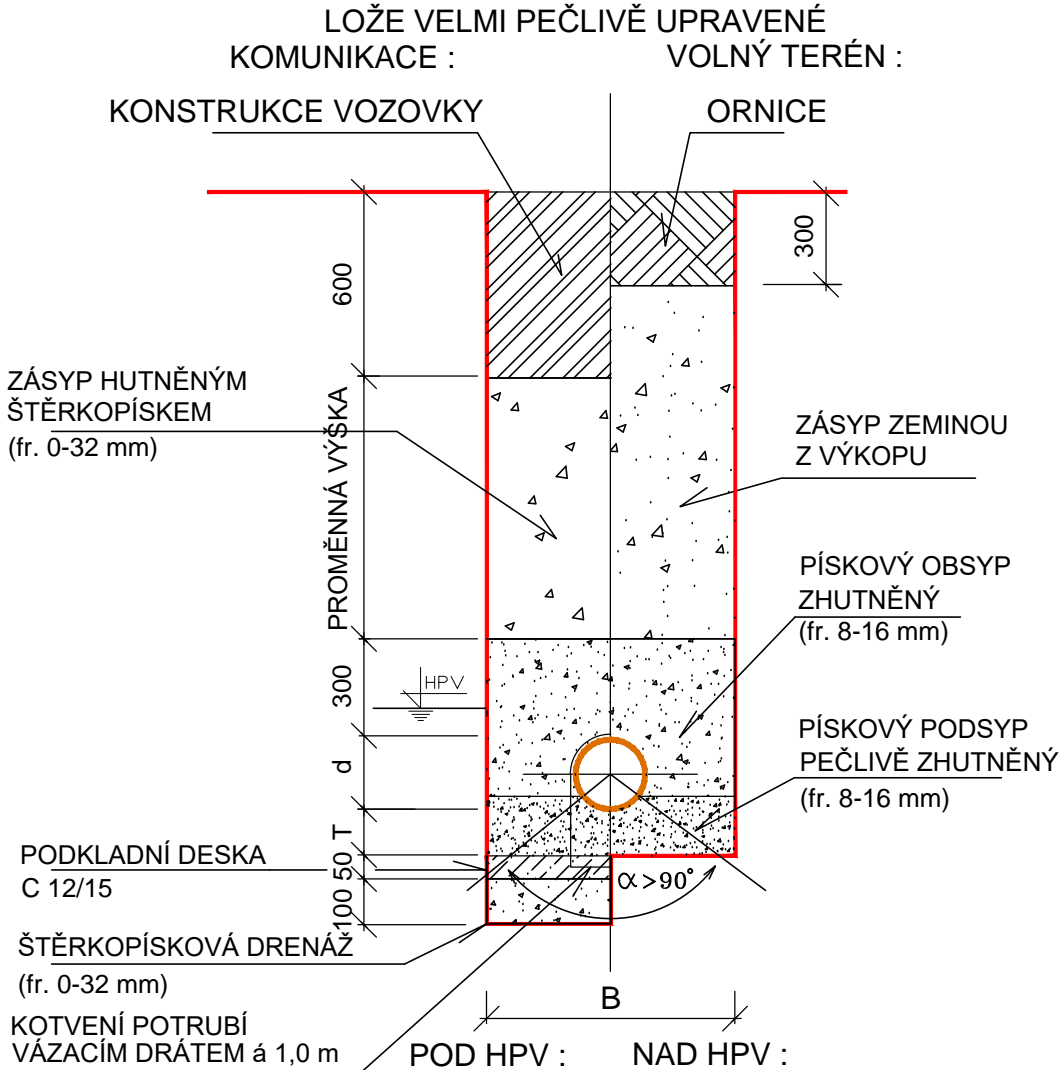 LOŽE VELMI PEČLIVĚ UPRAVENÉ
KOMUNIKACE :
VOLNÝ TERÉN :
KONSTRUKCE VOZOVKY
ORNICE
600
300
ZÁSYP HUTNĚNÝM
ŠTĚRKOPÍSKEM
(fr. 0-32 mm)
PROMĚNNÁ VÝŠKA
ZÁSYP ZEMINOU
Z VÝKOPU
PÍSKOVÝ OBSYP
ZHUTNĚNÝ
(fr. 8-16 mm)
300
HPV
d
PÍSKOVÝ PODSYP
PEČLIVĚ ZHUTNĚNÝ
(fr. 8-16 mm)
T
50
100
PODKLADNÍ DESKA
C 12/15
α>90°
ŠTĚRKOPÍSKOVÁ DRENÁŽ
(fr. 0-32 mm)
B
KOTVENÍ POTRUBÍ
VÁZACÍM DRÁTEM á 1,0 m
POD HPV :
NAD HPV :